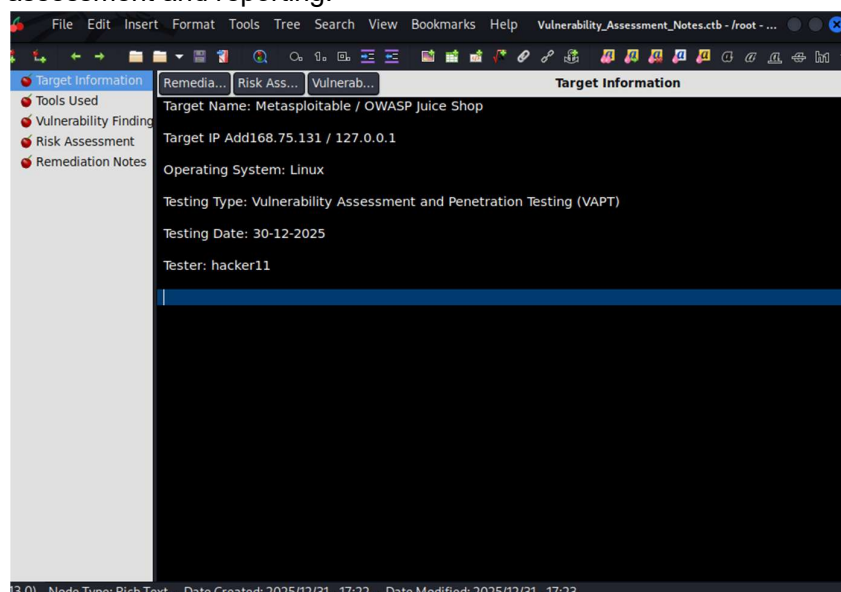 assessment and reporting.
File Edit Insert Format Tools Tree Search View Bookmarks Help Vulnerability_Assessment_Notes.ctb - /root - ...
Target Information
Tools Used
Vulnerability Finding
Risk Assessment
Remediation Notes
Remedia... Risk Ass... Vulnerab... Target Information
Target Name: Metasploitable / OWASP Juice Shop
Target IP Add168.75.131 / 127.0.0.1
Operating System: Linux
Testing Type: Vulnerability Assessment and Penetration Testing (VAPT)
Testing Date: 30-12-2025
Tester: hacker11
Node Type: Rich Text - Date Created: 2025/12/31 - 17:22 - Date Modified: 2025/12/31 - 17:23